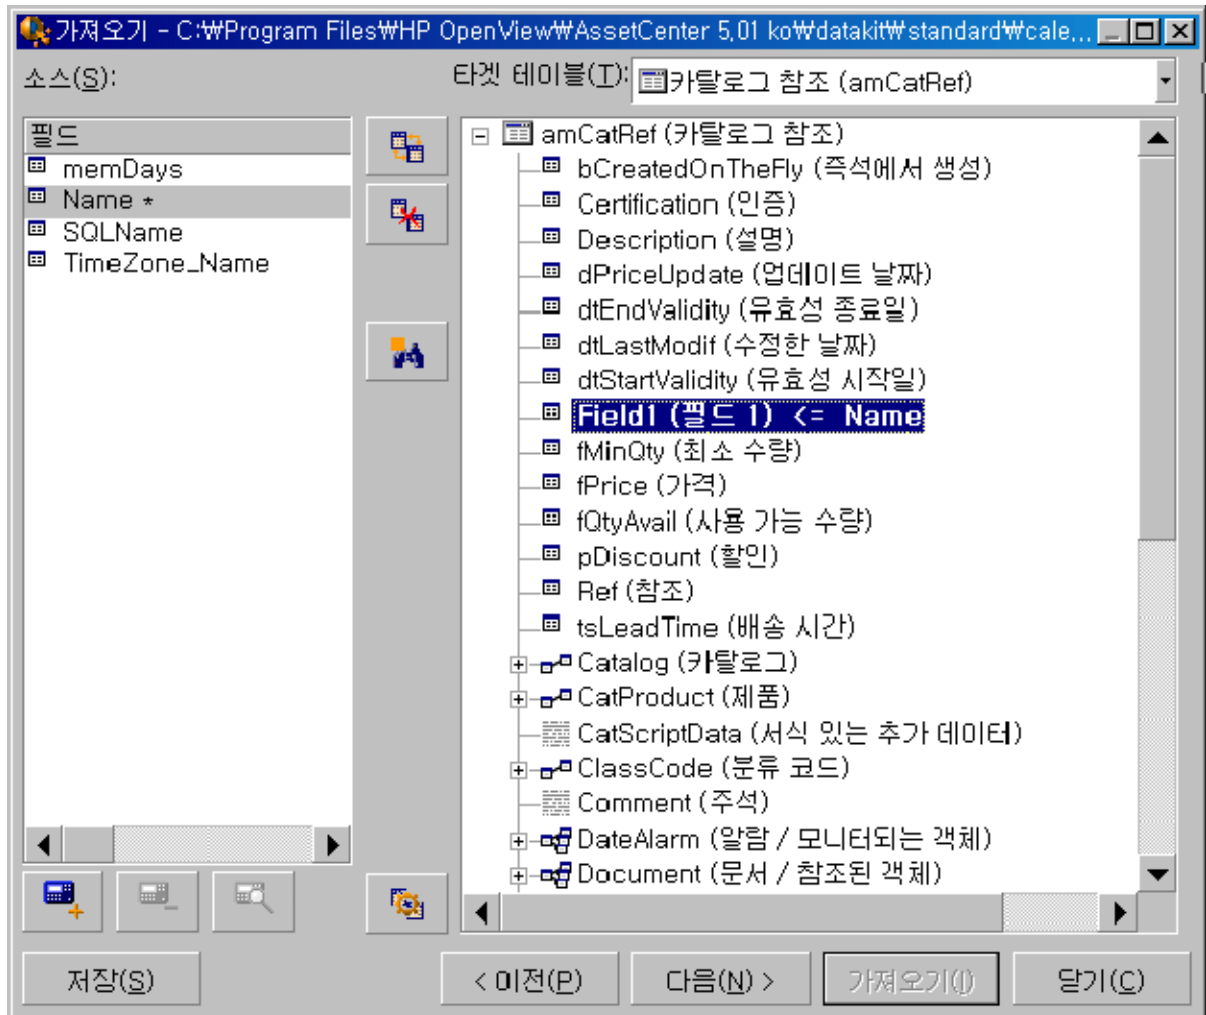 가져오기 - C:₩Program Files₩HP OpenView₩AssetCenter 5,01 ko₩datakit₩standard₩cale...
소스(S):
타겟 테이블(T): 카탈로그 참조 (amCatRef)
필드
memDays
Name *
SQLName
TimeZone_Name
amCatRef (카탈로그 참조)
bCreatedOnTheFly (즉석에서 생성)
Certification (인증)
Description (설명)
dPriceUpdate (업데이트 날짜)
dtEndValidity (유효성 종료일)
dtLastModif (수정한 날짜)
dtStartValidity (유효성 시작일)
Field1 (필드 1) <= Name
fMinQty (최소 수량)
fPrice (가격)
fQtyAvail (사용 가능 수량)
pDiscount (할인)
Ref (참조)
tsLeadTime (배송 시간)
Catalog (카탈로그)
CatProduct (제품)
CatScriptData (서식 있는 추가 데이터)
ClassCode (분류 코드)
Comment (주석)
DateAlarm (알람 / 모니터되는 객체)
Document (문서 / 참조된 객체)
저장(S)
< 이전(P)
다음(N) >
가져오기(I)
닫기(C)